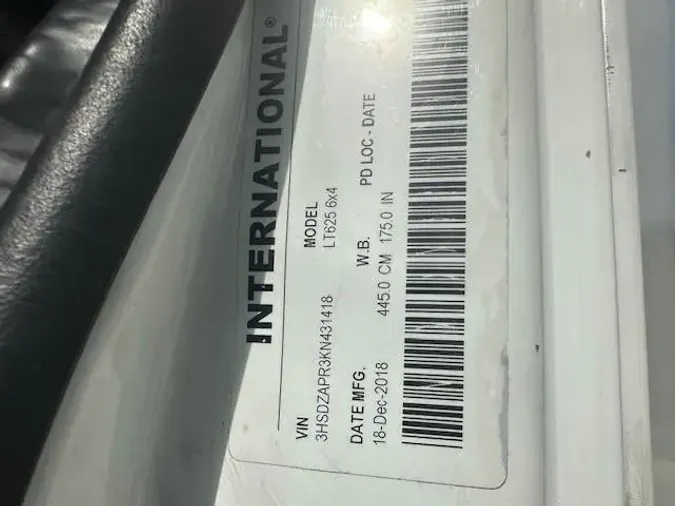 INTERNATIONAL®
VIN MODEL
3HSDZAPR3KN431418 LT625 6x4
DATE MFG. W.B. PD LOC - DATE
18-Dec-2018 445.0 CM 175.0 IN